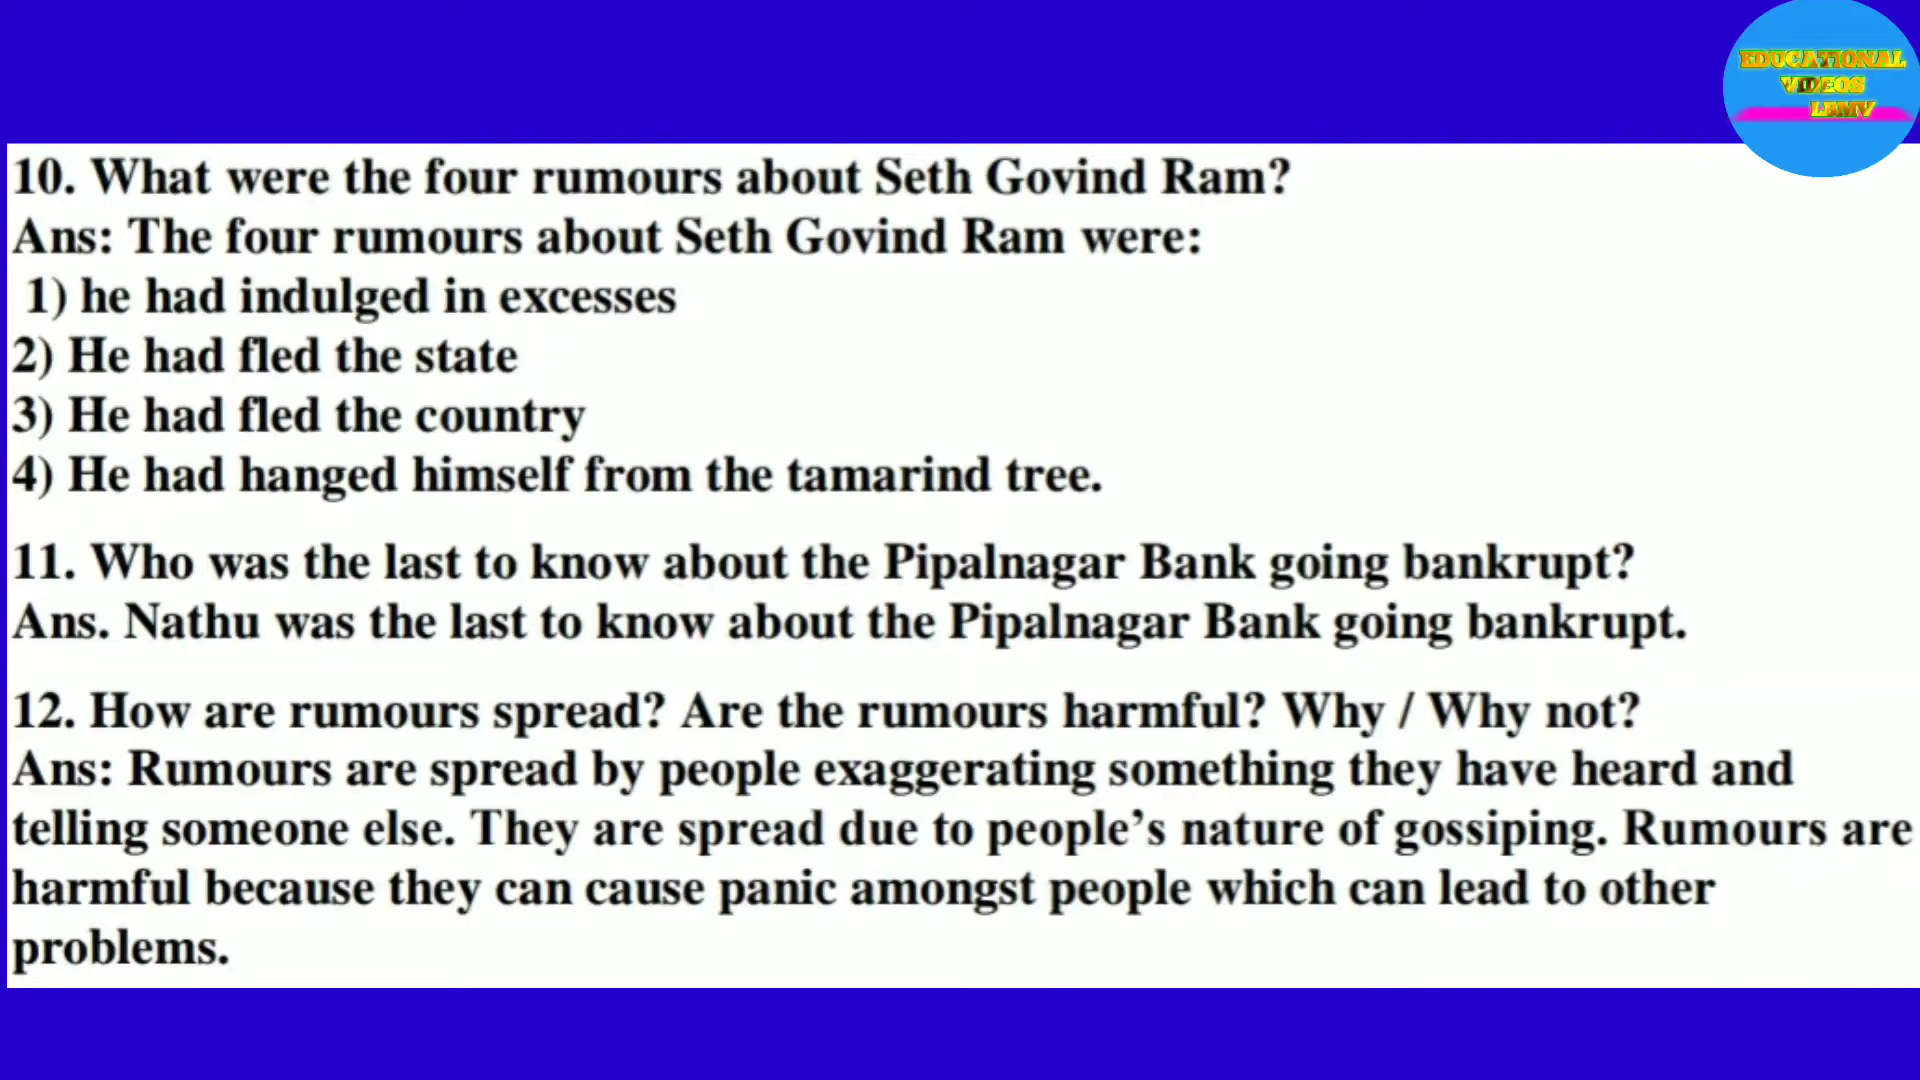 EDUCATIONAL
VIDEOS
LBMV
10. What were the four rumours about Seth Govind Ram?
Ans: The four rumours about Seth Govind Ram were:
1) he had indulged in excesses
2) He had fled the state
3) He had fled the country
4) He had hanged himself from the tamarind tree.
11. Who was the last to know about the Pipalnagar Bank going bankrupt?
Ans. Nathu was the last to know about the Pipalnagar Bank going bankrupt.
12. How are rumours spread? Are the rumours harmful? Why / Why not?
Ans: Rumours are spread by people exaggerating something they have heard and
telling someone else. They are spread due to people’s nature of gossiping. Rumours are
harmful because they can cause panic amongst people which can lead to other
problems.